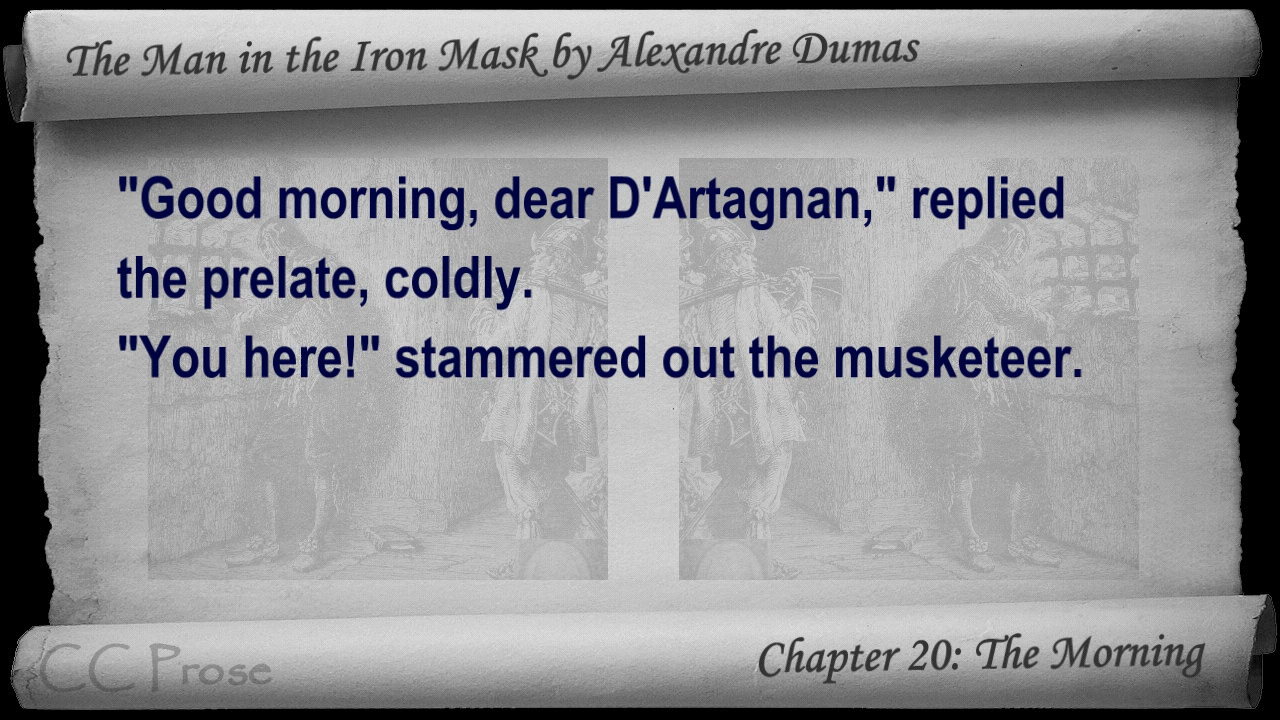 The Man in the Iron Mask by Alexandre Dumas
"Good morning, dear D'Artagnan," replied
the prelate, coldly.
"You here!" stammered out the musketeer.
CC Prose
Chapter 20: The Morning